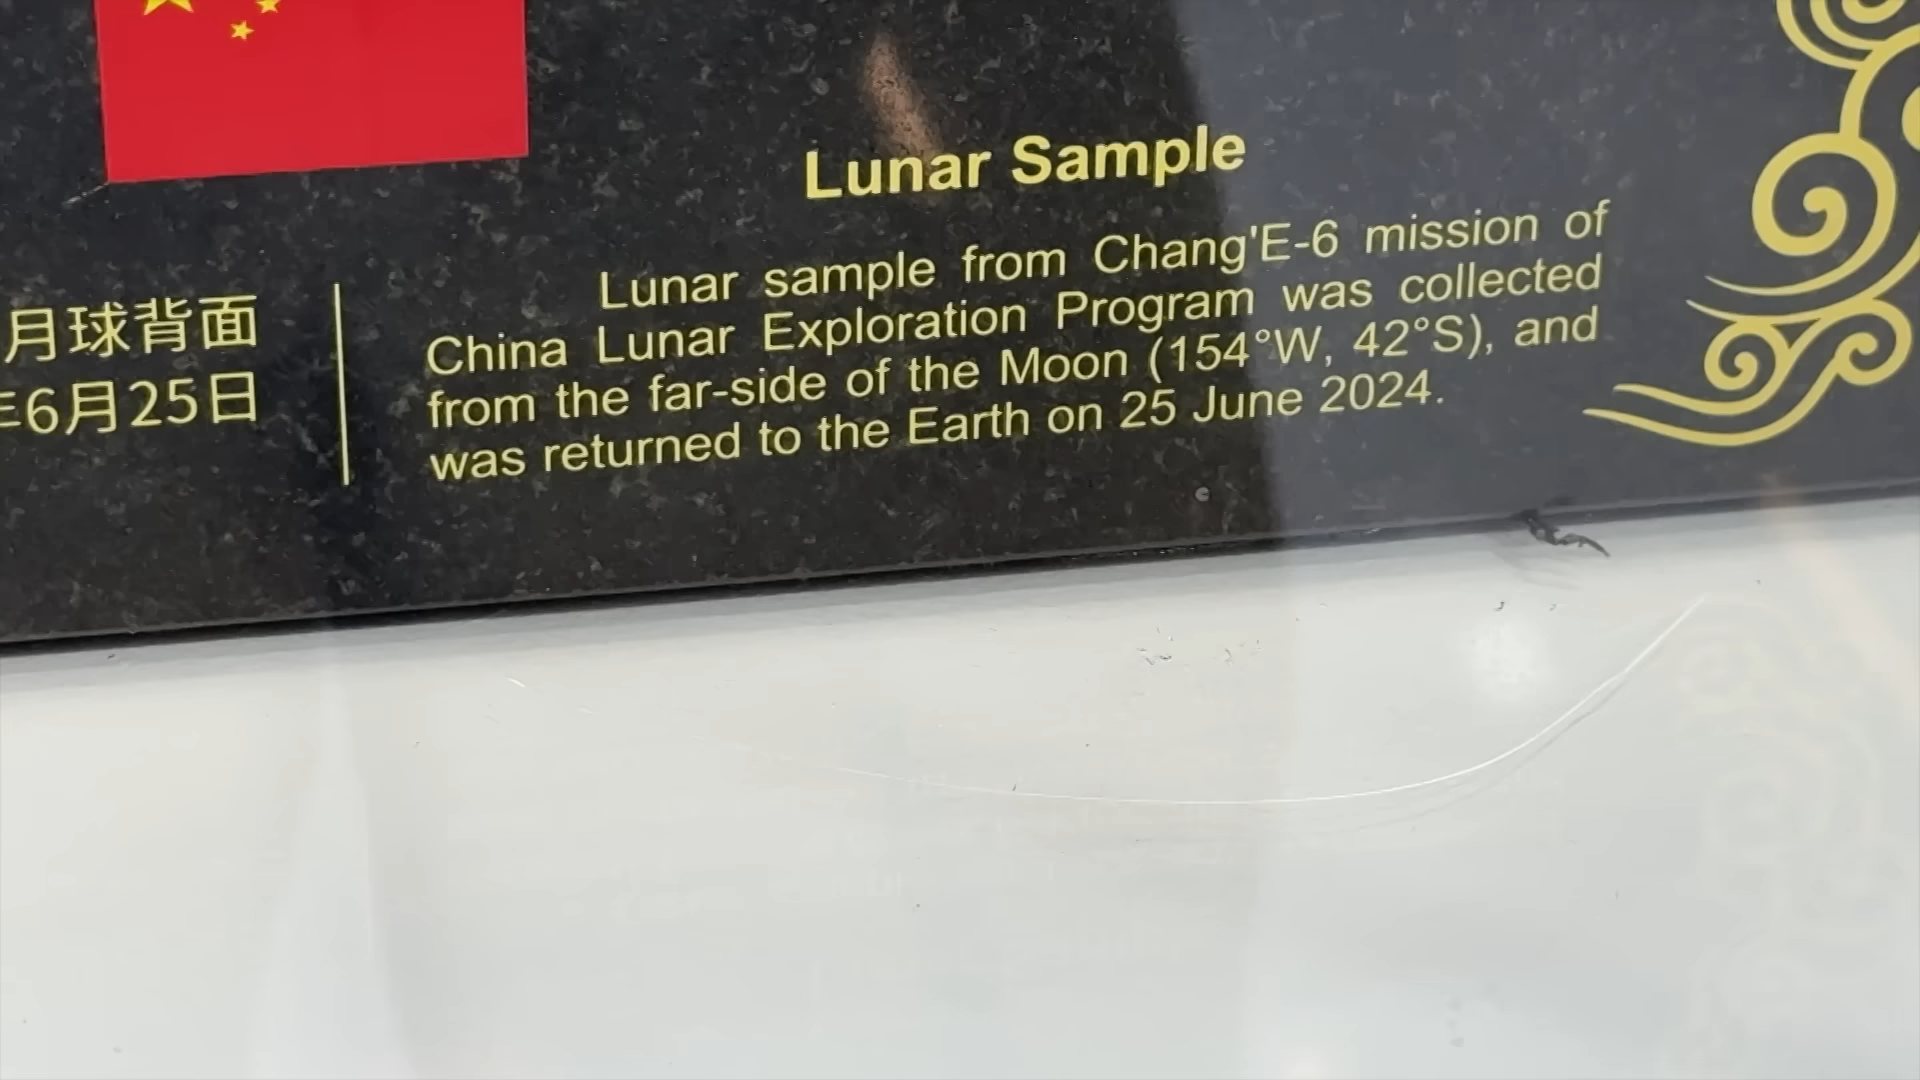 月球背面
6月25日
Lunar Sample
Lunar sample from Chang'E-6 mission of
China Lunar Exploration Program was collected
from the far-side of the Moon (154°W, 42°S), and
was returned to the Earth on 25 June 2024.